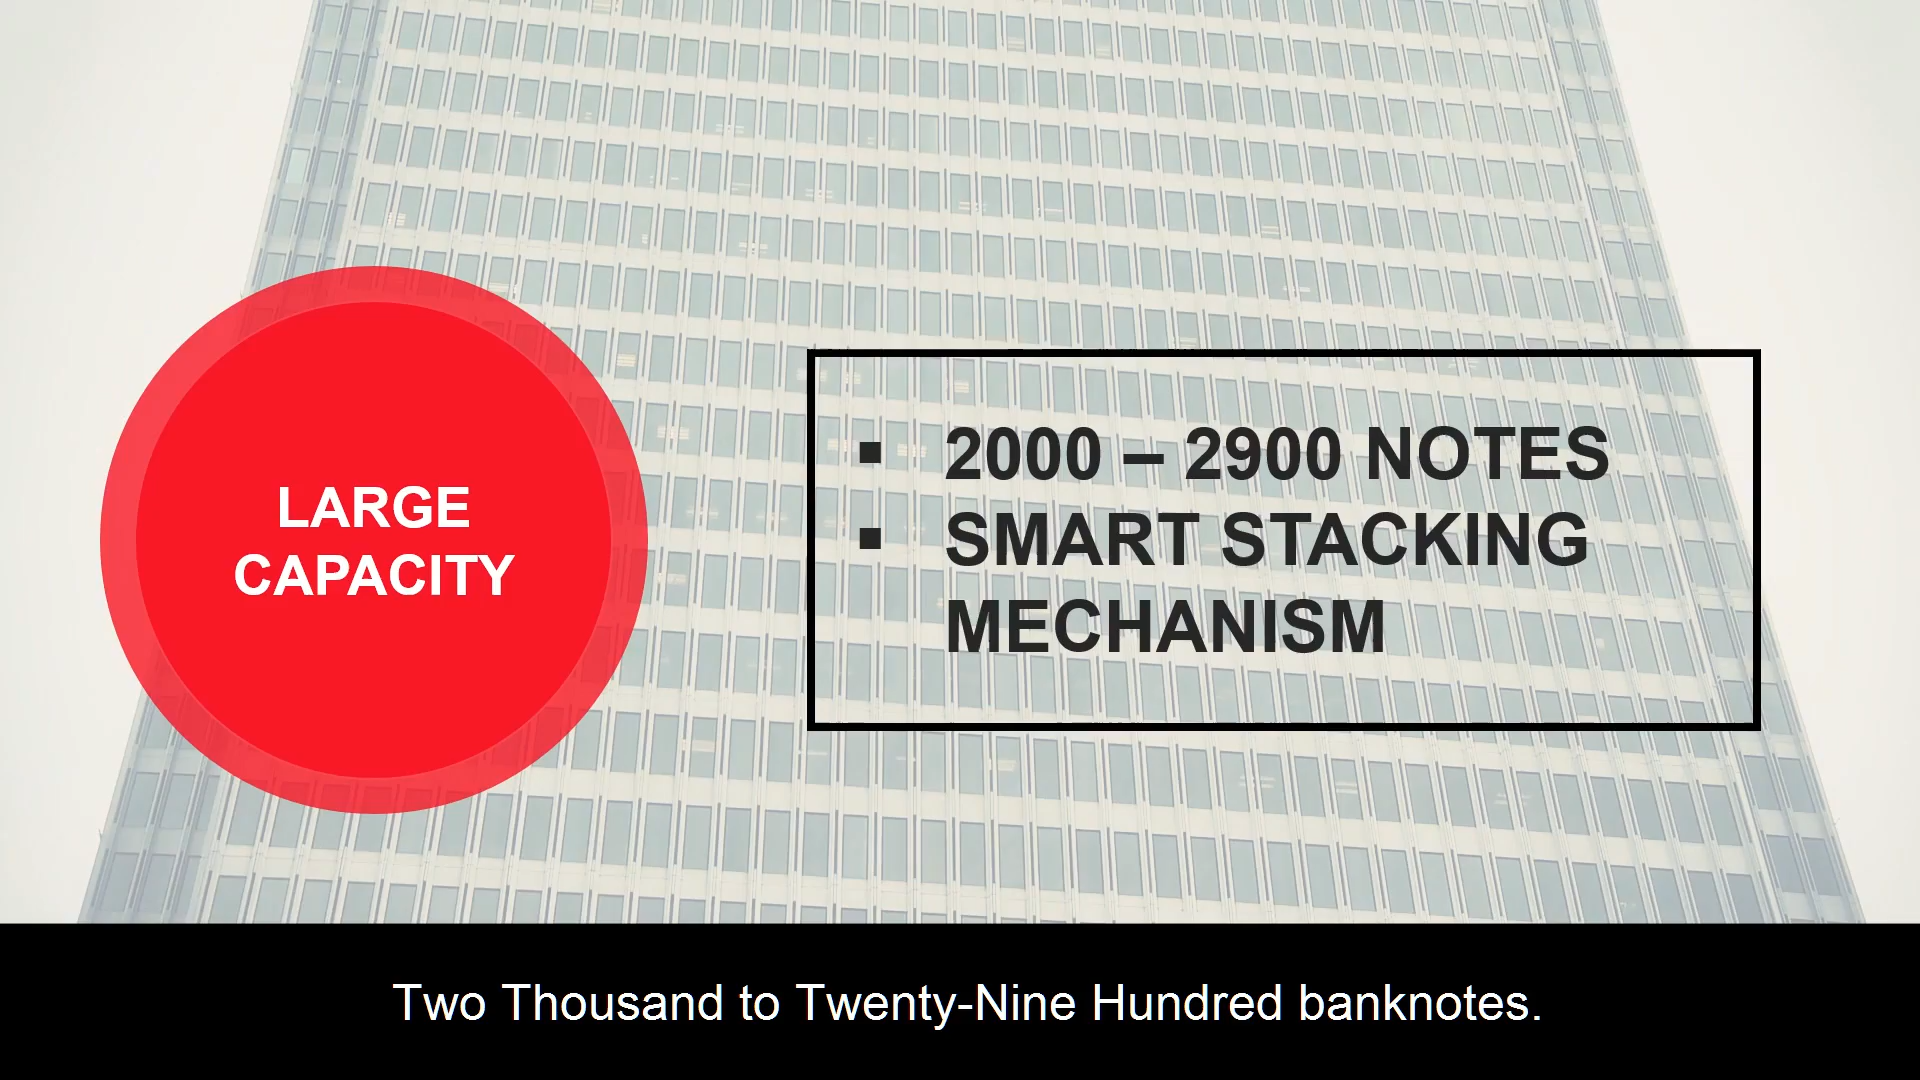 LARGE
CAPACITY
▪ 2000 – 2900 NOTES
▪ SMART STACKING
MECHANISM
Two Thousand to Twenty-Nine Hundred banknotes.